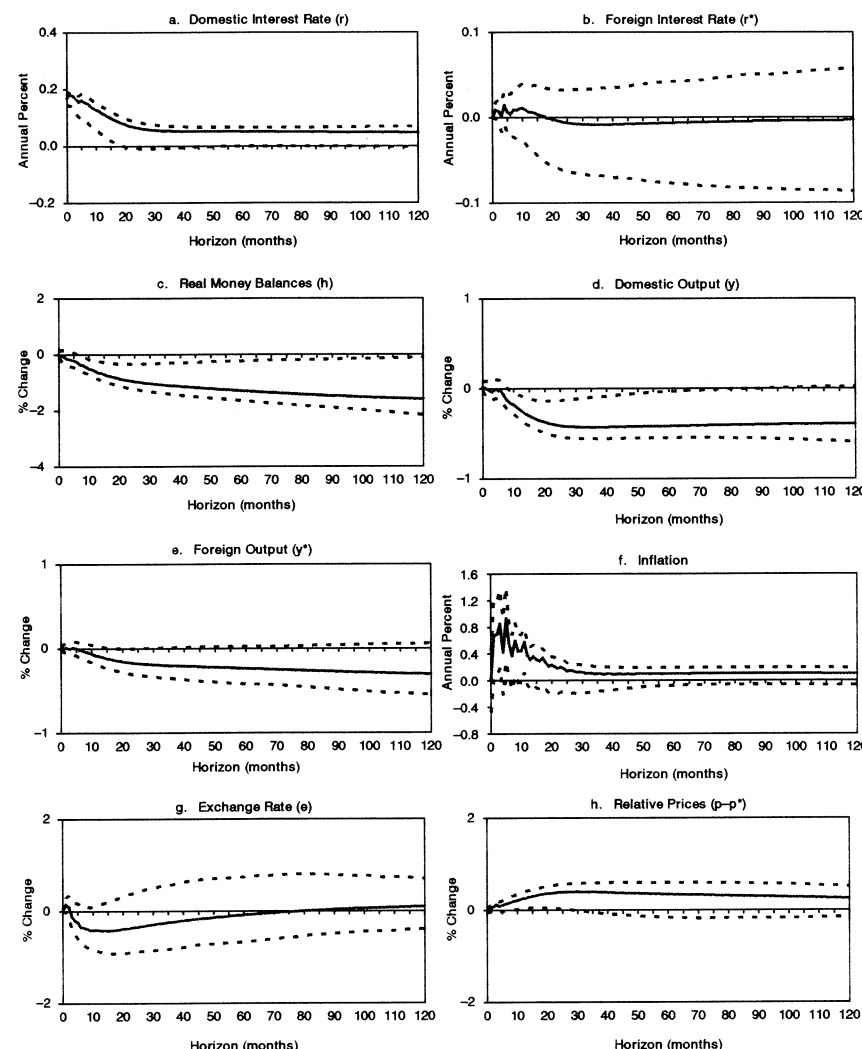 a. Domestic Interest Rate (r)
Annual Percent
0.4
0.2
0.0
–0.2
0 10 20 30 40 50 60 70 80 90 100 110 120
Horizon (months)
b. Foreign Interest Rate (r*)
Annual Percent
0.1
0.0
–0.1
0 10 20 30 40 50 60 70 80 90 100 110 120
Horizon (months)
c. Real Money Balances (h)
% Change
2
0
–2
–4
0 10 20 30 40 50 60 70 80 90 100 110 120
Horizon (months)
d. Domestic Output (y)
% Change
1
0
–1
0 10 20 30 40 50 60 70 80 90 100 110 120
Horizon (months)
e. Foreign Output (y*)
% Change
1
0
–1
0 10 20 30 40 50 60 70 80 90 100 110 120
Horizon (months)
f. Inflation
Annual Percent
1.6
1.2
0.8
0.4
0.0
–0.4
–0.8
0 10 20 30 40 50 60 70 80 90 100 110 120
Horizon (months)
g. Exchange Rate (e)
% Change
2
0
–2
0 10 20 30 40 50 60 70 80 90 100 110 120
Horizon (months)
h. Relative Prices (p–p*)
% Change
2
0
–2
0 10 20 30 40 50 60 70 80 90 100 110 120
Horizon (months)